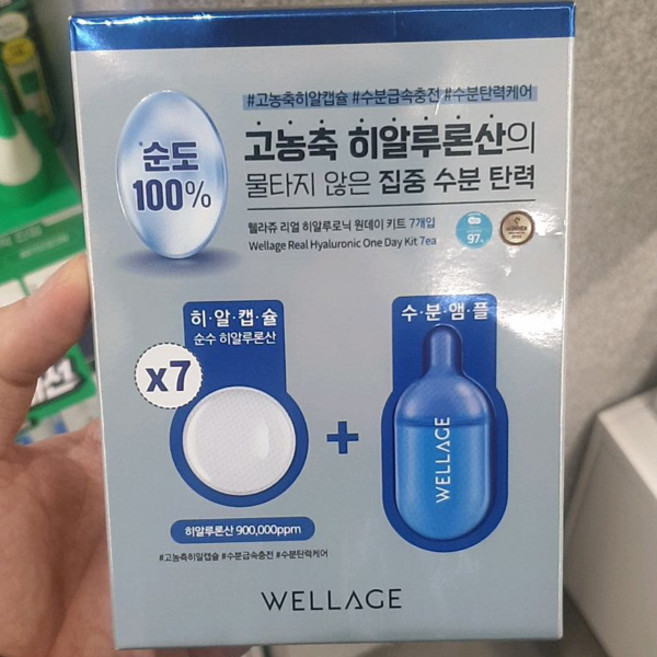 #고농축히알캡슐 #수분급속충전 #수분탄력케어
*순도
100%
고농축 히알루론산의
물타지 않은 집중 수분 탄력
웰라쥬 리얼 히알루로닉 원데이 키트 7개입
Wellage Real Hyaluronic One Day Kit 7ea
97%
히·알·캡·슐
순수 히알루론산
x7
수·분·앰·플
+
WELLAGE
히알루론산 900,000ppm
#고농축히알캡슐 #수분급속충전 #수분탄력케어
WELLAGE